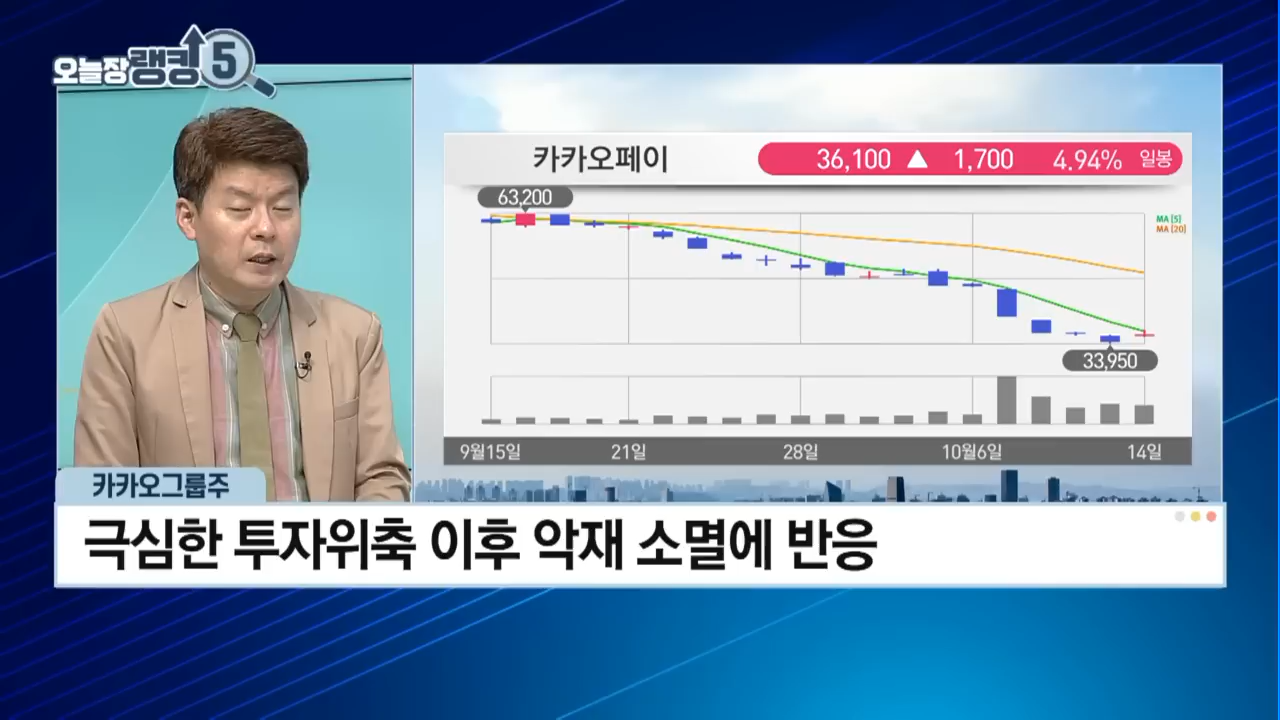 오늘장랭킹5
카카오페이
36,100 ▲ 1,700 4.94% 일봉
63,200
MA [5]
MA [20]
33,950
9월15일 21일 28일 10월6일 14일
카카오그룹주
극심한 투자위축 이후 악재 소멸에 반응